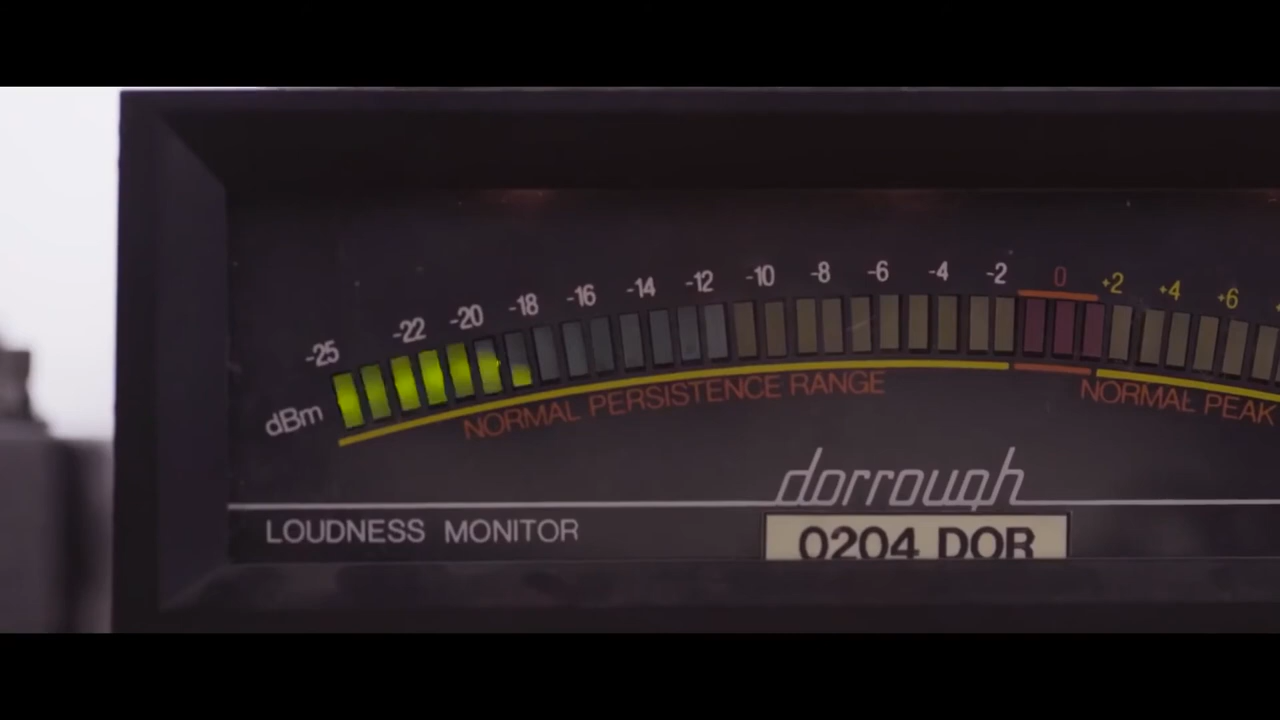 -25 -22 -20 -18 -16 -14 -12 -10 -8 -6 -4 -2 0 +2 +4 +6
dBm
NORMAL PERSISTENCE RANGE NORMAL PEAK
dorrough
LOUDNESS MONITOR
0204 DOR